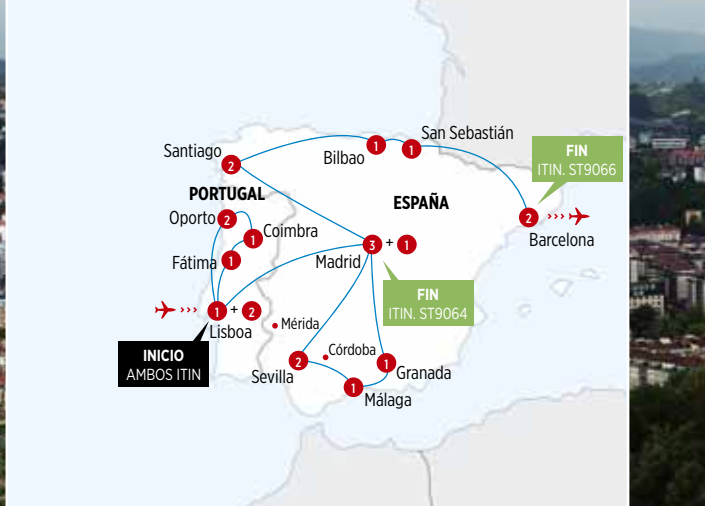 San Sebastián
1
1
Bilbao
Santiago
2
FIN
ITIN. ST9066
PORTUGAL
ESPAÑA
Oporto
2
Coimbra
1
2
Barcelona
Fátima
1
Madrid
3 + 1
FIN
ITIN. ST9064
1 + 2
Lisboa
Mérida
INICIO
AMBOS ITIN
Córdoba
Sevilla
2
1
Granada
1
Málaga